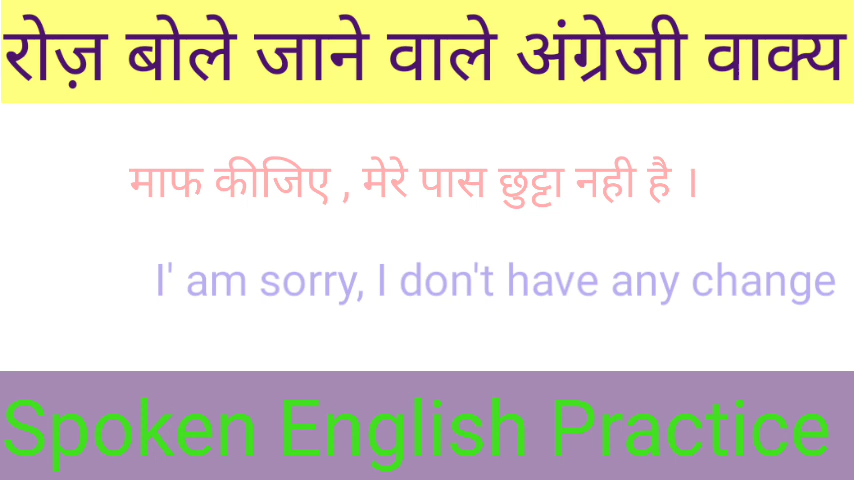 रोज़ बोले जाने वाले अंग्रेजी वाक्य
माफ कीजिए , मेरे पास छुट्टा नही है ।
I' am sorry, I don't have any change
Spoken English Practice